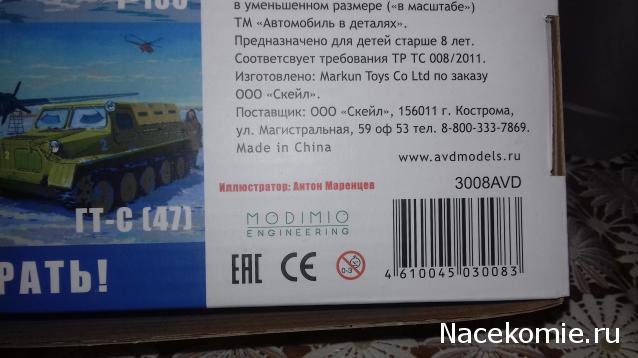 в уменьшенном размере («в масштабе»)
ТМ «Автомобиль в деталях».
Предназначено для детей старше 8 лет.
Соответсвует требования ТР ТС 008/2011.
Изготовлено: Markun Toys Co Ltd по заказу
ООО «Скейл».
Поставщик: ООО «Скейл», 156011 г. Кострома,
ул. Магистральная, 59 оф 53 тел. 8-800-333-7869.
Made in China
www.avdmodels.ru
Иллюстратор: Антон Маренцев
3008AVD
MODIMIO
ENGINEERING
ГТ-С (47)
РАТЬ!
EAC CE 0-3
4 610045 030083
2
Nacekomie.ru